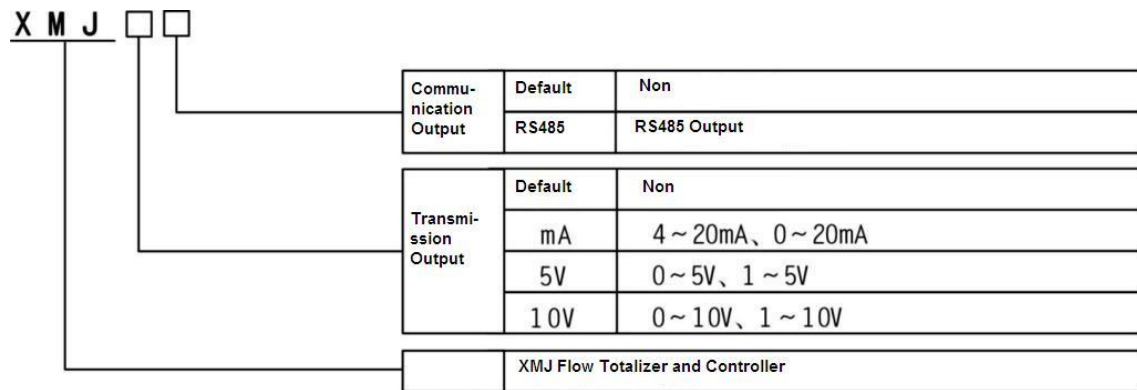 X M J □ □
Commu-
nication
Output
Default Non
RS485 RS485 Output
Transmi-
ssion
Output
Default Non
mA 4～20mA、0～20mA
5V 0～5V、1～5V
10V 0～10V、1～10V
XMJ Flow Totalizer and Controller